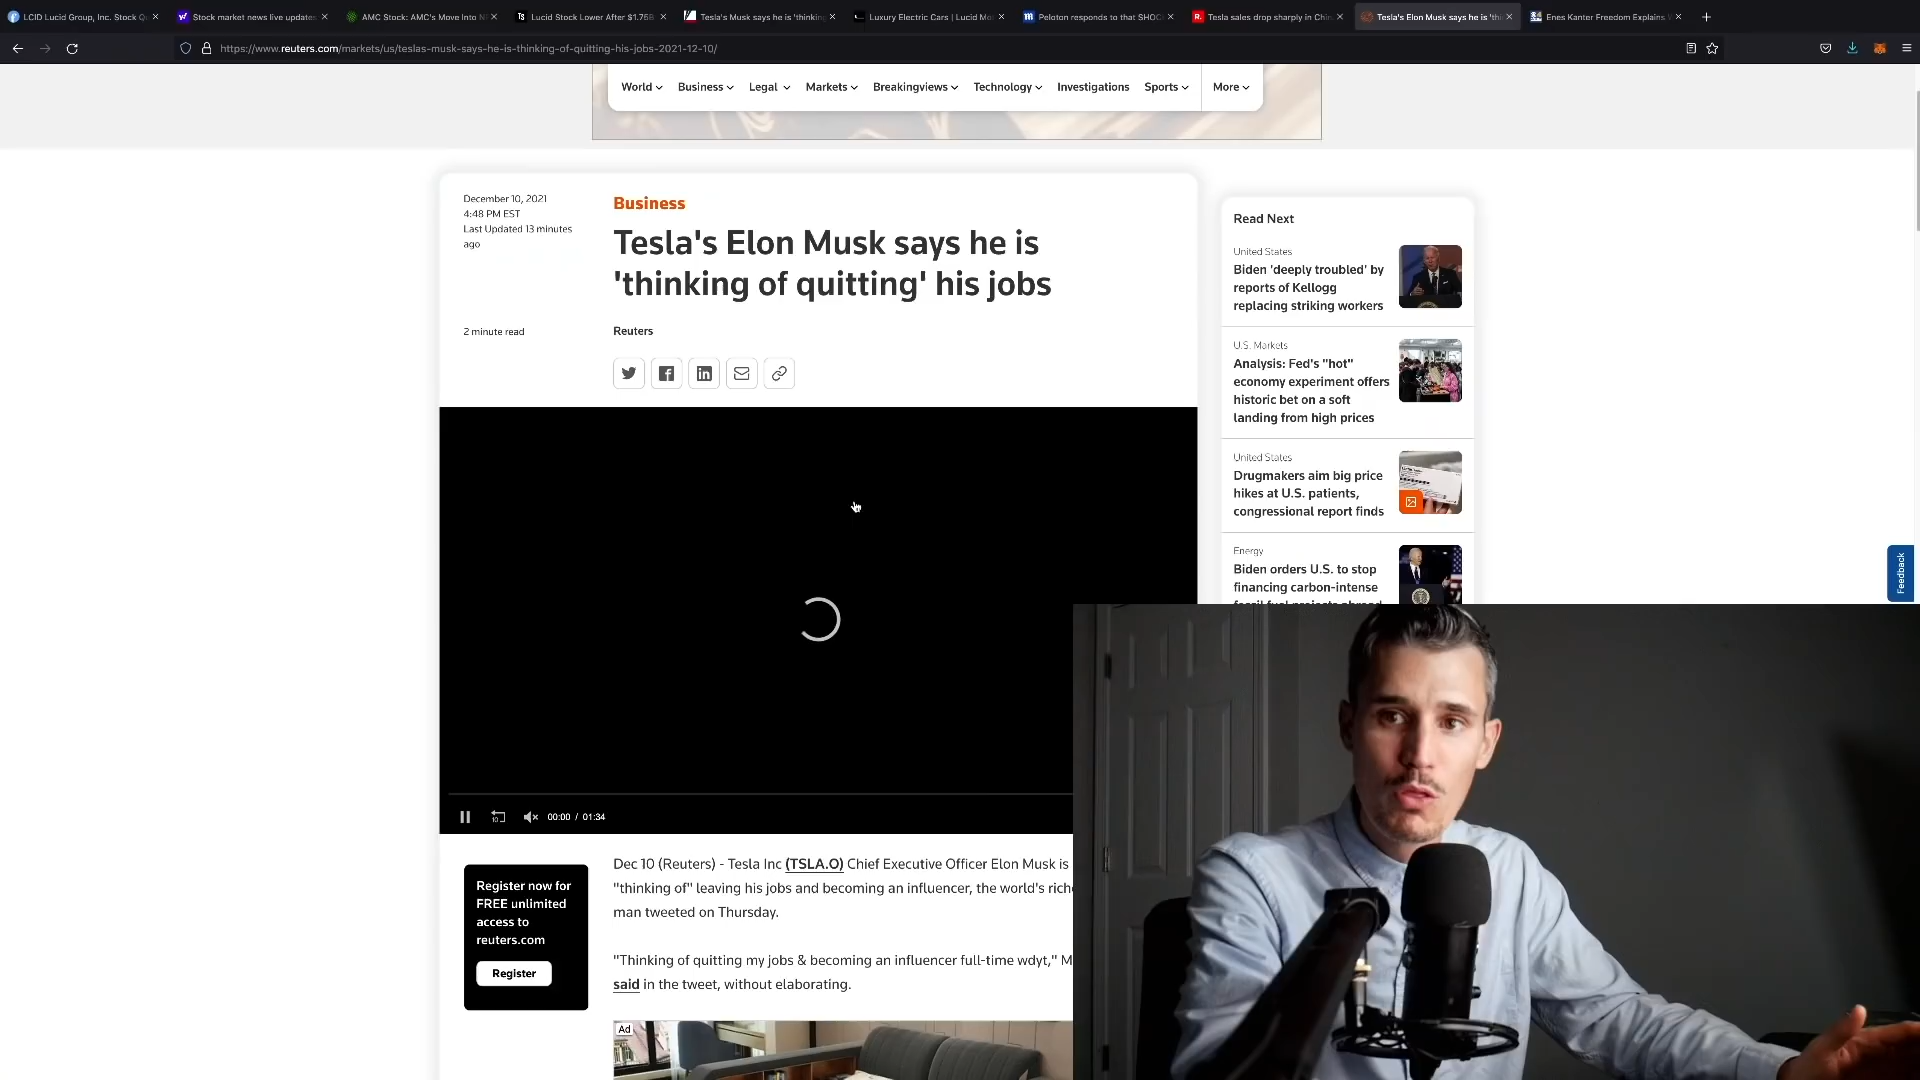 LCID Lucid Group, Inc. Stock Q
Stock market news live updates
AMC Stock: AMC's Move Into N
Lucid Stock Lower After $1.75B
Tesla's Musk says he is 'thinking
Luxury Electric Cars | Lucid Mo
Peloton responds to that SHOC
Tesla sales drop sharply in Chin
Tesla's Elon Musk says he is 'th
Enes Kanter Freedom Explains
https://www.reuters.com/markets/us/teslas-musk-says-he-is-thinking-of-quitting-his-jobs-2021-12-10/
World Business Legal Markets Breakingviews Technology Investigations Sports More
December 10, 2021
4:48 PM EST
Last Updated 13 minutes
ago
2 minute read
Business
Tesla's Elon Musk says he is
'thinking of quitting' his jobs
Reuters
00:00 / 01:34
Register now for
FREE unlimited
access to
reuters.com
Register
Dec 10 (Reuters) - Tesla Inc (TSLA.O) Chief Executive Officer Elon Musk is
"thinking of" leaving his jobs and becoming an influencer, the world's riche
man tweeted on Thursday.
"Thinking of quitting my jobs & becoming an influencer full-time wdyt," M
said in the tweet, without elaborating.
Ad
Read Next
United States
Biden 'deeply troubled' by
reports of Kellogg
replacing striking workers
U.S. Markets
Analysis: Fed's "hot"
economy experiment offers
historic bet on a soft
landing from high prices
United States
Drugmakers aim big price
hikes at U.S. patients,
congressional report finds
Energy
Biden orders U.S. to stop
financing carbon-intense
fossil fuel projects abroad
Feedback